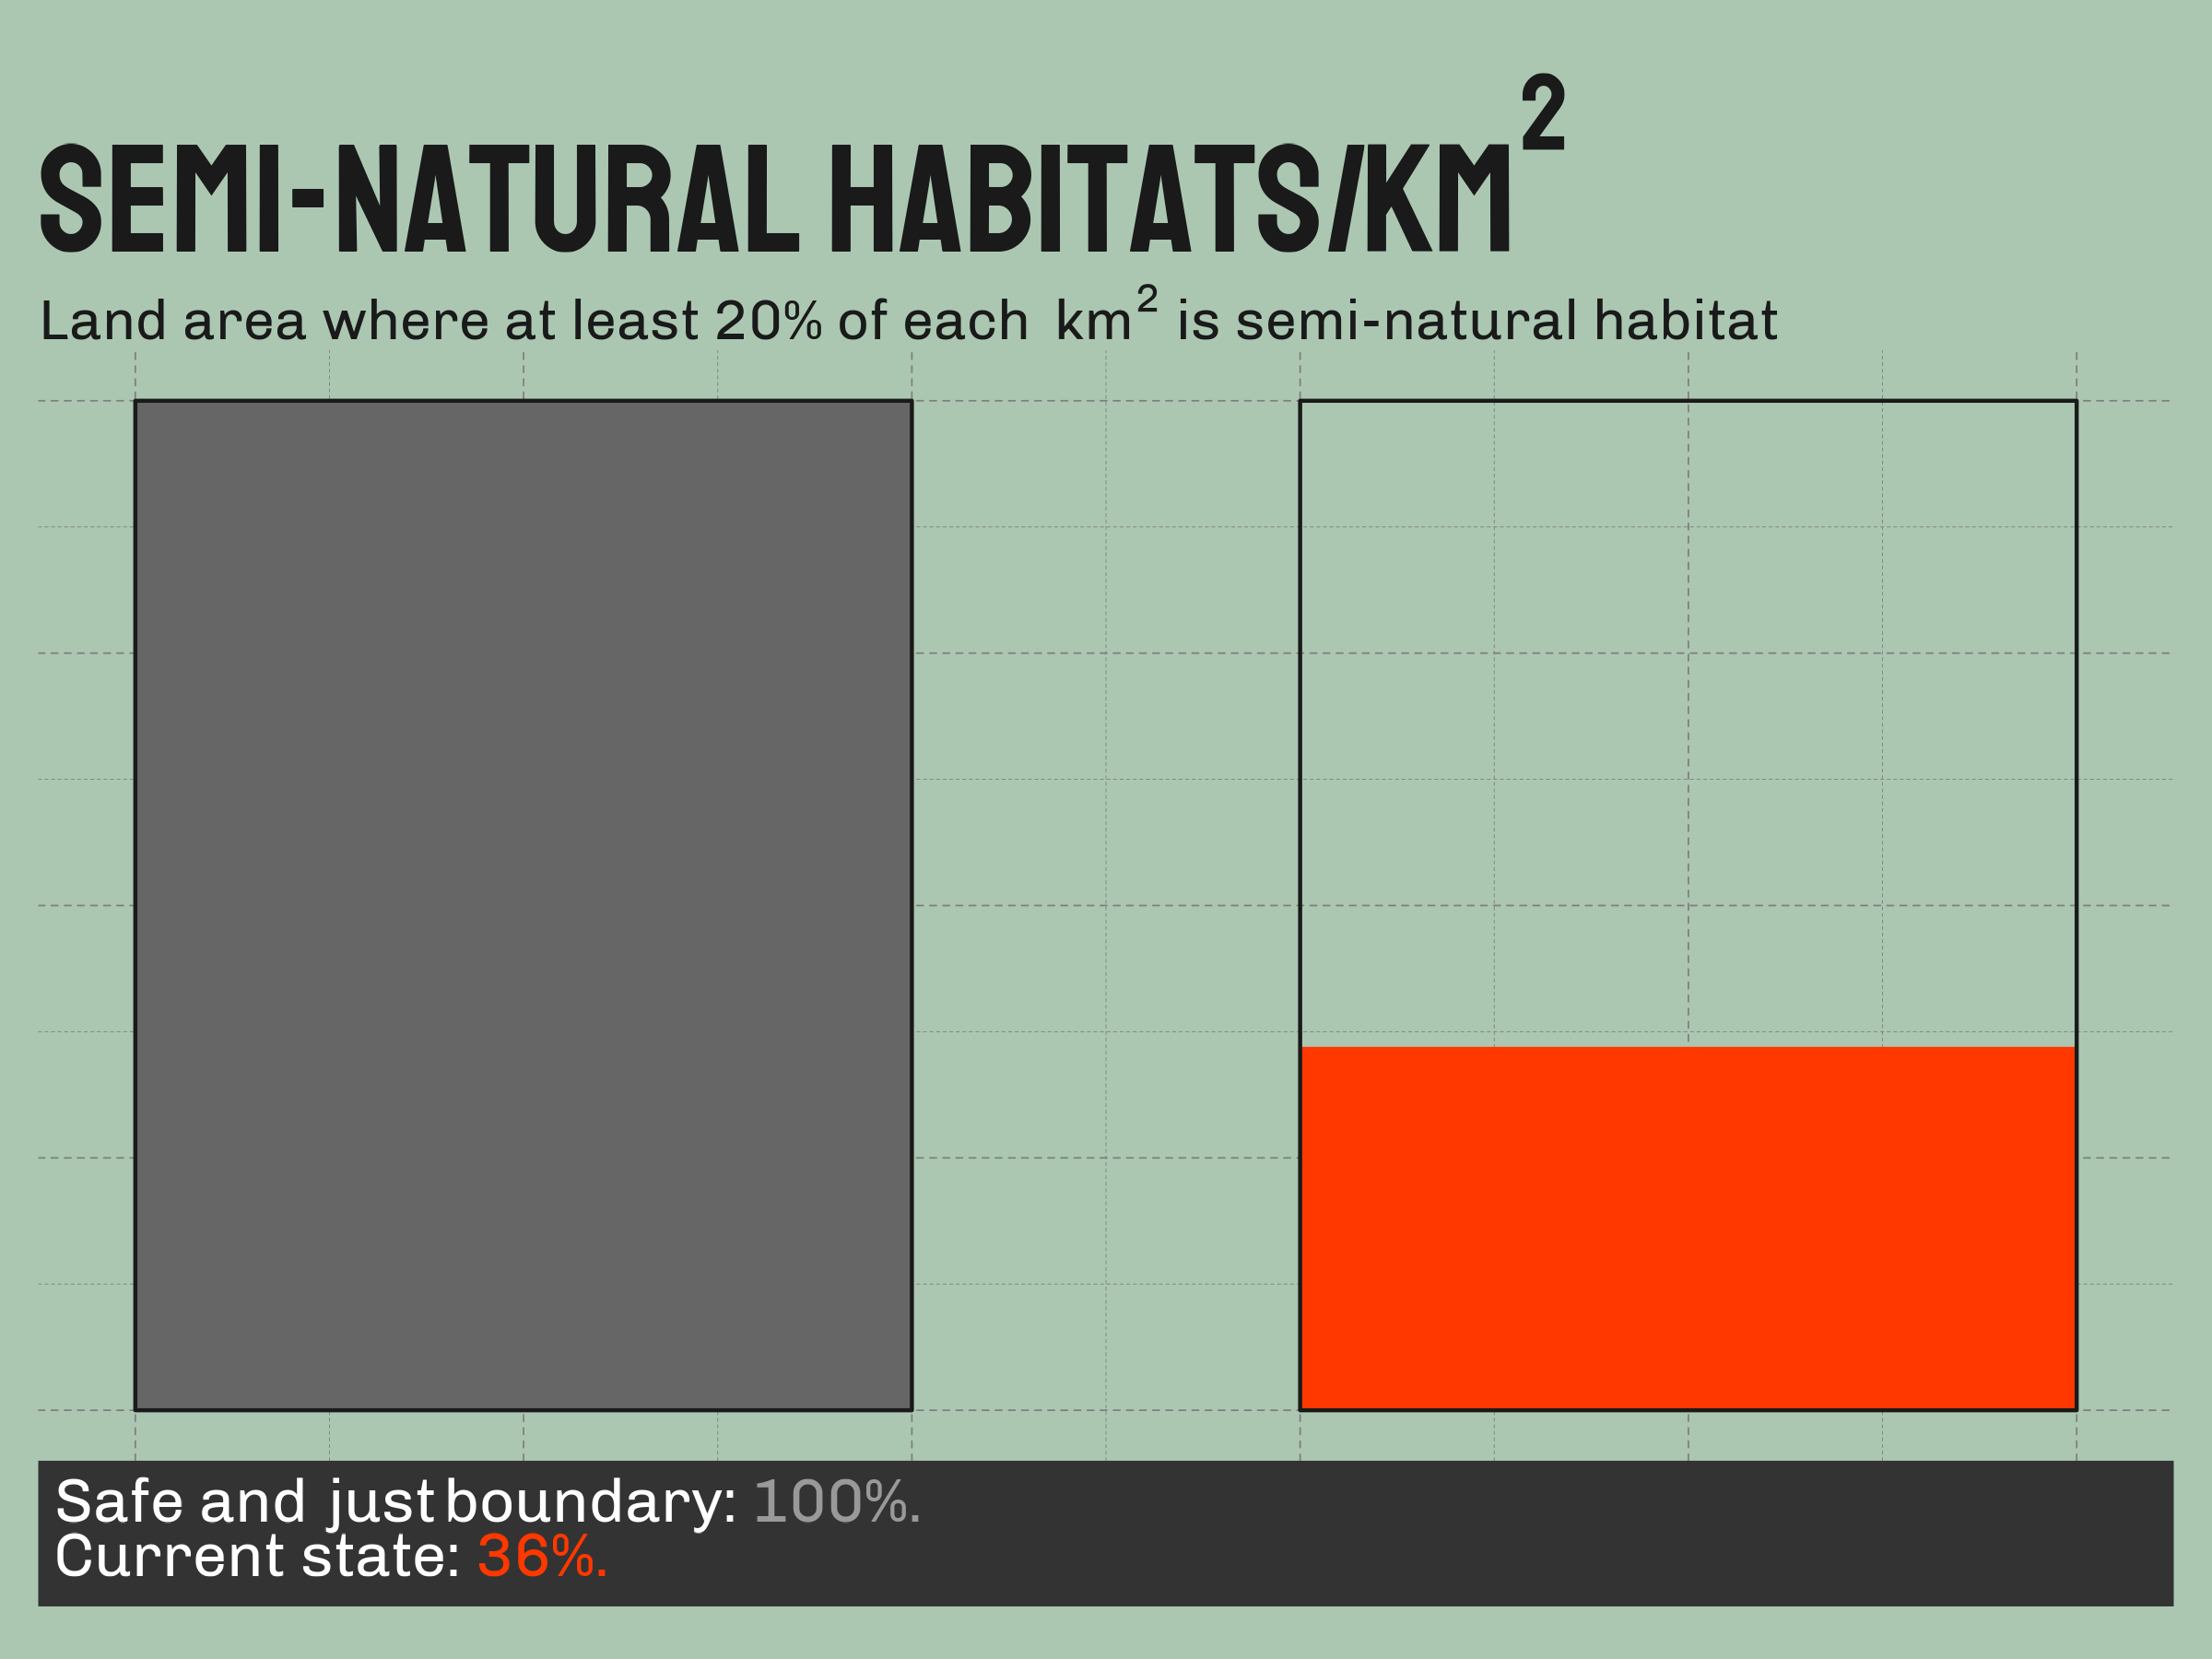 SEMI-NATURAL HABITATS/KM²
Land area where at least 20% of each km² is semi-natural habitat
Safe and just boundary: 100%.
Current state: 36%.